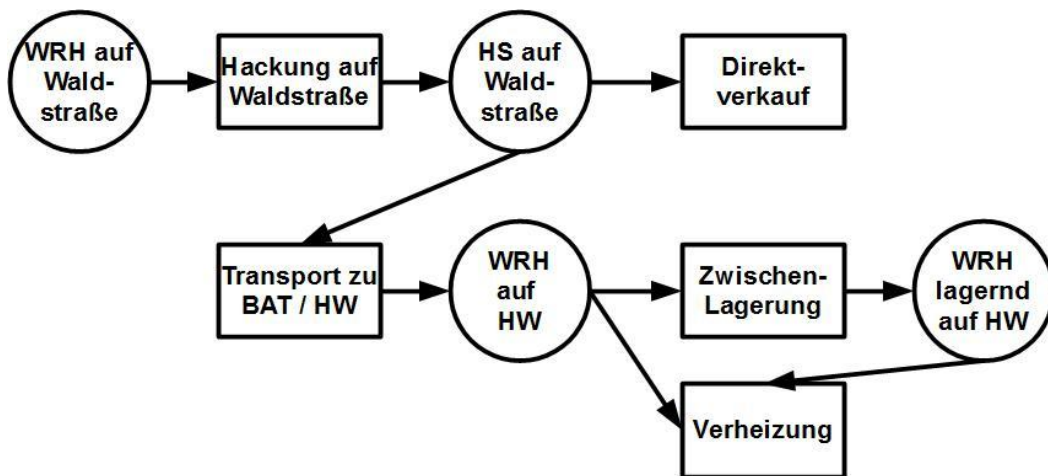 WRH auf
Wald-
straße
Hackung auf
Waldstraße
HS auf
Wald-
straße
Direkt-
verkauf
Transport zu
BAT / HW
WRH
auf
HW
Zwischen-
Lagerung
WRH
lagernd
auf HW
Verheizung